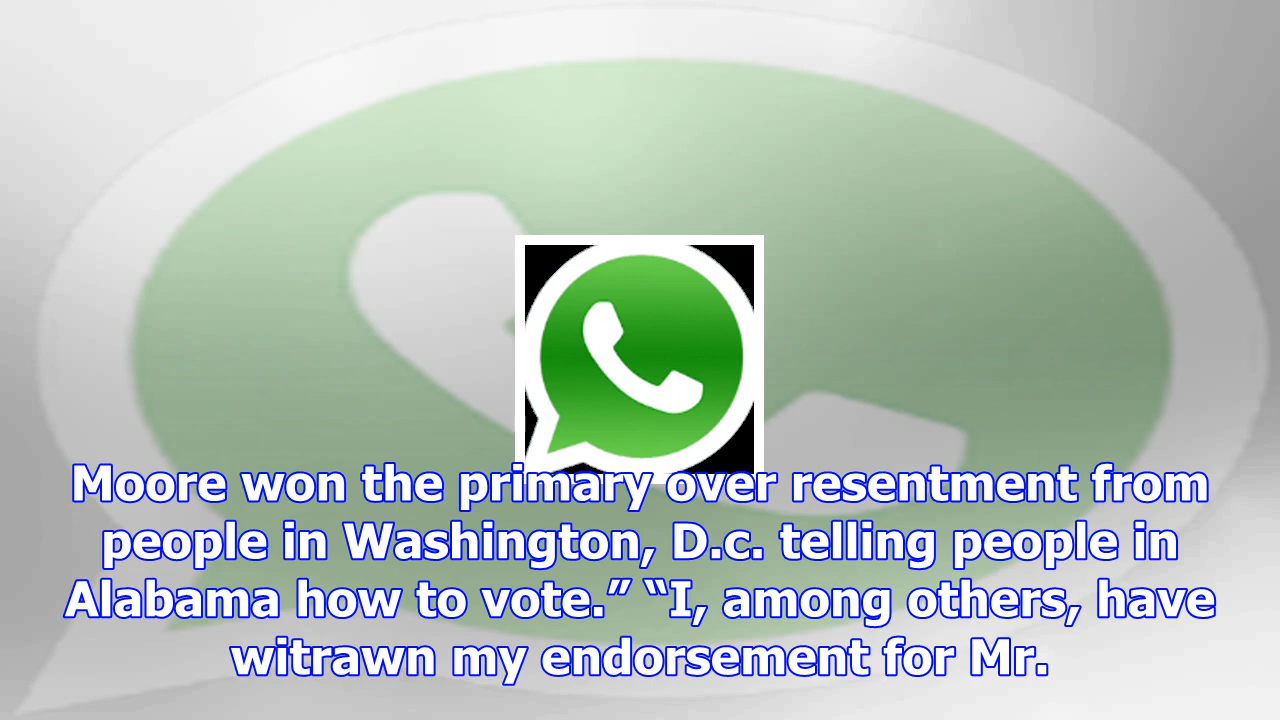 Moore won the primary over resentment from
people in Washington, D.c. telling people in
Alabama how to vote.” “I, among others, have
witrawn my endorsement for Mr.